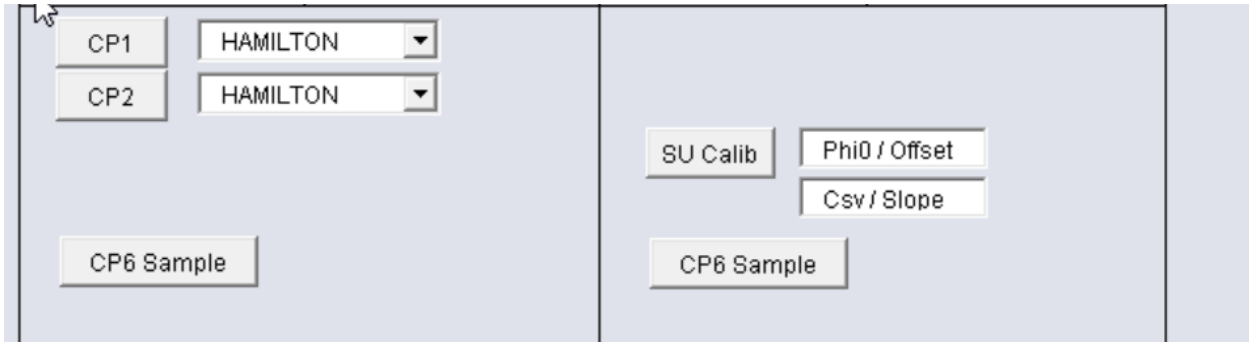 CP1 HAMILTON
CP2 HAMILTON
CP6 Sample
SU Calib Phi0 / Offset
Csv / Slope
CP6 Sample